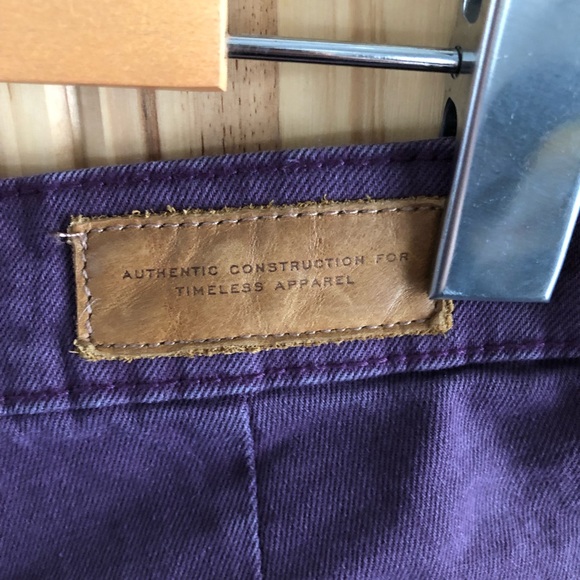 AUTHENTIC CONSTRUCTION FOR
TIMELESS APPAREL